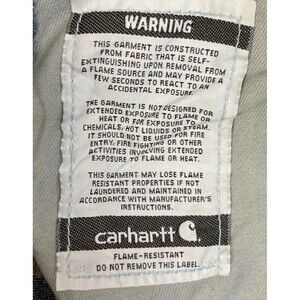 WARNING
THIS GARMENT IS CONSTRUCTED
FROM FABRIC THAT IS SELF-
EXTINGUISHING UPON REMOVAL FROM
A FLAME SOURCE AND MAY PROVIDE A
FEW SECONDS TO REACT TO AN
ACCIDENTAL EXPOSURE.
THE GARMENT IS NOT DESIGNED FOR
EXTENDED EXPOSURE TO FLAME OR
HEAT OR FOR EXPOSURE TO
CHEMICALS, HOT LIQUIDS OR STEAM.
IT SHOULD NOT BE USED FOR FIRE
ENTRY, FIRE FIGHTING OR OTHER
ACTIVITIES INVOLVING EXTENDED
EXPOSURE TO FLAME OR HEAT.
THIS GARMENT MAY LOSE FLAME
RESISTANT PROPERTIES IF NOT
LAUNDERED AND MAINTAINED IN
ACCORDANCE WITH MANUFACTURER'S
INSTRUCTIONS.
carhartt
FLAME-RESISTANT
DO NOT REMOVE THIS LABEL.